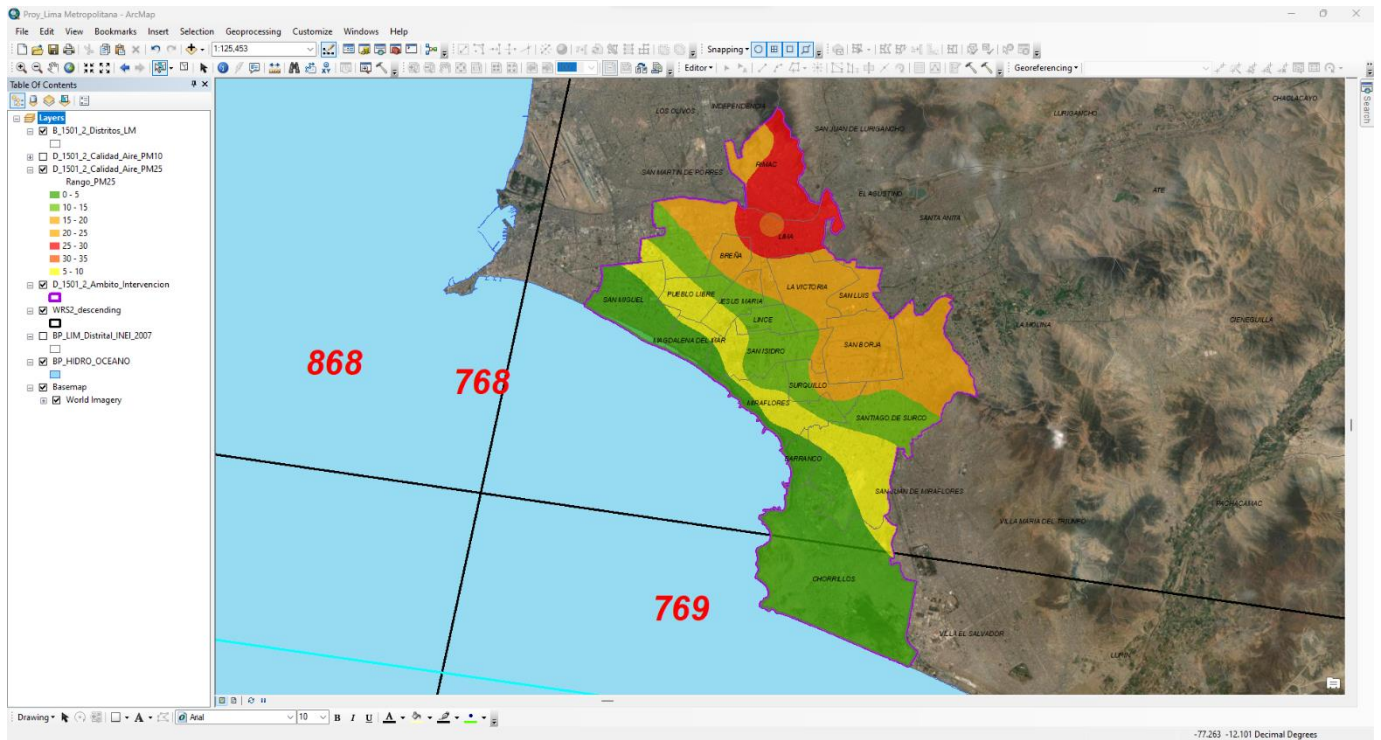 Proy_Lima Metropolitana - ArcMap
File Edit View Bookmarks Insert Selection Geoprocessing Customize Windows Help
1:125,453
Snapping
Editor
Georeferencing
Table Of Contents
Search
Layers
B_1501_2_Distritos_LM
D_1501_2_Calidad_Aire_PM10
D_1501_2_Calidad_Aire_PM25
Rango_PM25
0 - 5
10 - 15
15 - 20
20 - 25
25 - 30
30 - 35
5 - 10
D_1501_2_Ambito_Intervencion
WRS2_descending
BP_LIM_Distrital_INEI_2007
BP_HIDRO_OCEANO
Basemap
World Imagery
CHACLACAYO
LOS OLIVOS
INDEPENDENCIA
LURIGANCHO
SAN JUAN DE LURIGANCHO
RIMAC
SAN MARTIN DE PORRES
EL AGUSTINO
ATE
SANTA ANITA
LIMA
BREÑA
LA VICTORIA
SAN LUIS
SAN MIGUEL
PUEBLO LIBRE
JESUS MARIA
LINCE
CIENEGUILLA
LA MOLINA
MAGDALENA DEL MAR
SAN ISIDRO
SAN BORJA
868
768
SURQUILLO
MIRAFLORES
SANTIAGO DE SURCO
BARRANCO
SAN JUAN DE MIRAFLORES
PACHACAMAC
VILLA MARIA DEL TRIUNFO
CHORRILLOS
769
VILLA EL SALVADOR
LURIN
Drawing
A
Arial
10
B I U A
-77.263 -12.101 Decimal Degrees